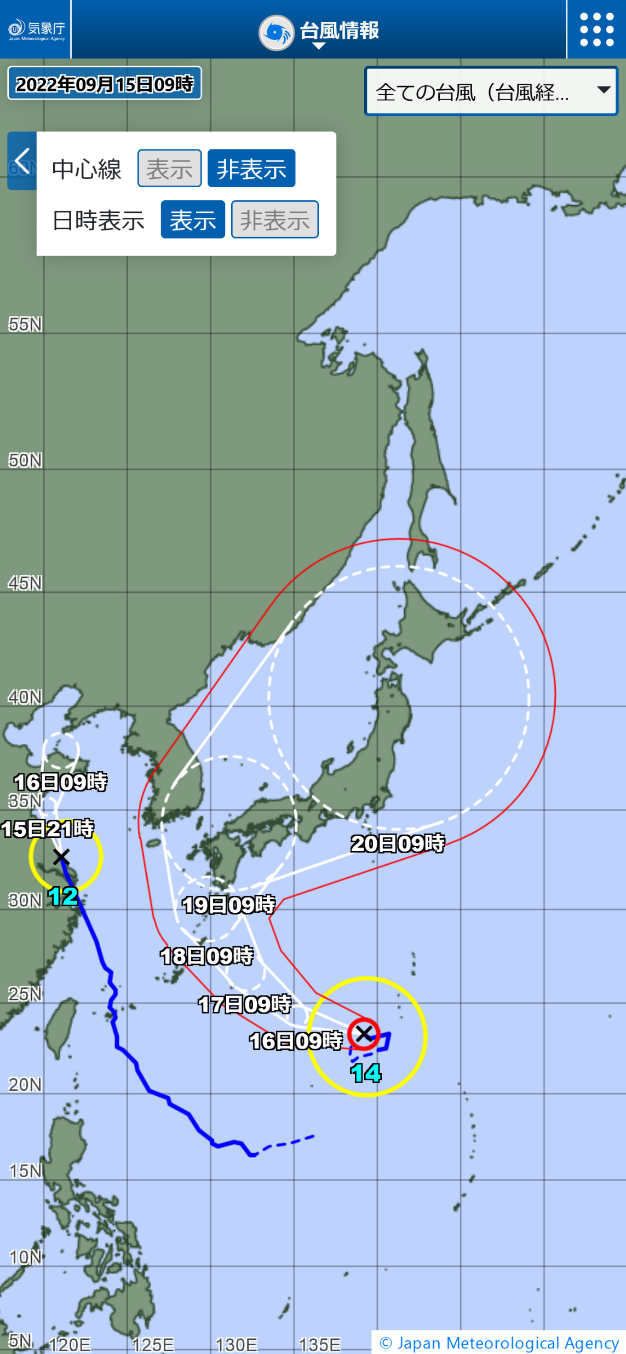 気象庁
Japan Meteorological Agency
台風情報
2022年09月15日09時
全ての台風（台風経...
中心線 表示 非表示
日時表示 表示 非表示
55N
50N
45N
40N
16日09時
35N
15日21時
20日09時
12
30N
19日09時
18日09時
25N
17日09時
16日09時
14
20N
15N
10N
5N
120E 125E 130E 135E
© Japan Meteorological Agency